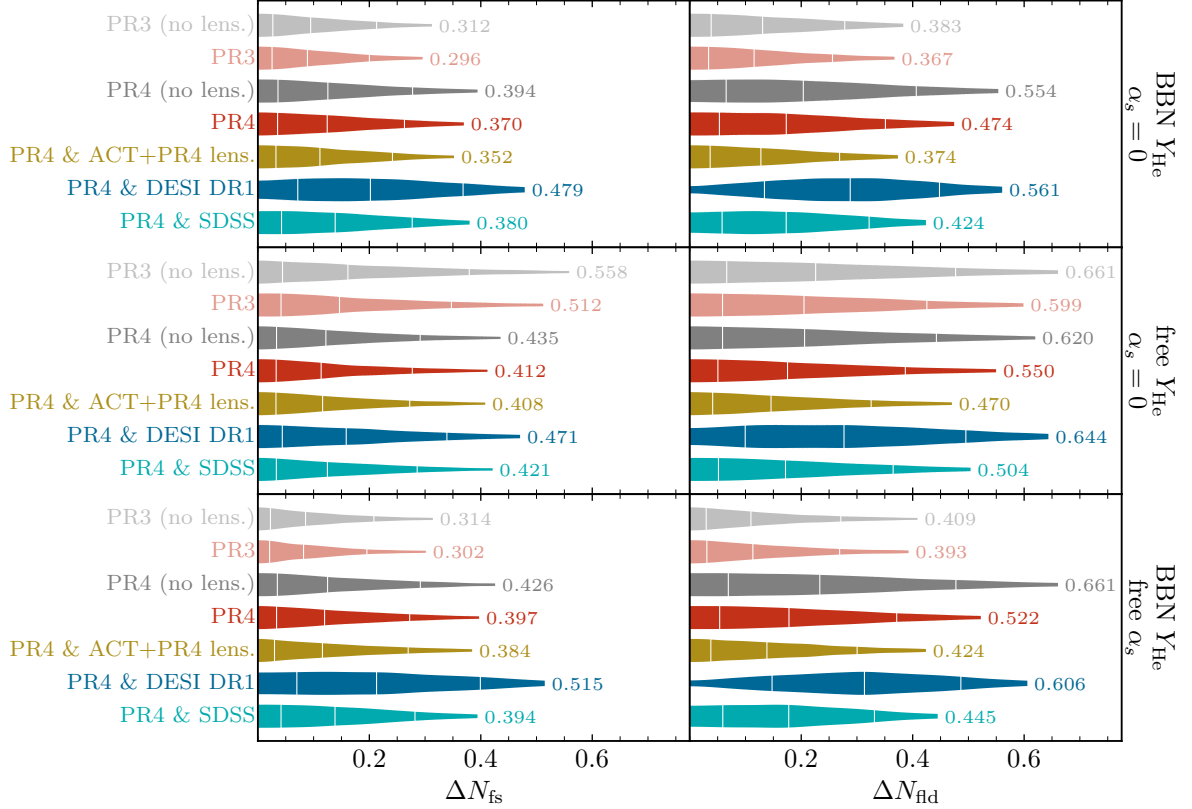 PR3 (no lens.) 0.312 0.383
PR3 0.296 0.367
PR4 (no lens.) 0.394 0.554
PR4 0.370 0.474
PR4 & ACT+PR4 lens. 0.352 0.374
PR4 & DESI DR1 0.479 0.561
PR4 & SDSS 0.380 0.424
BBN Y_He
α_s = 0
PR3 (no lens.) 0.558 0.661
PR3 0.512 0.599
PR4 (no lens.) 0.435 0.620
PR4 0.412 0.550
PR4 & ACT+PR4 lens. 0.408 0.470
PR4 & DESI DR1 0.471 0.644
PR4 & SDSS 0.421 0.504
free Y_He
α_s = 0
PR3 (no lens.) 0.314 0.409
PR3 0.302 0.393
PR4 (no lens.) 0.426 0.661
PR4 0.397 0.522
PR4 & ACT+PR4 lens. 0.384 0.424
PR4 & DESI DR1 0.515 0.606
PR4 & SDSS 0.394 0.445
BBN Y_He
free α_s
0.2 0.4 0.6 0.2 0.4 0.6
ΔN_fs ΔN_fld